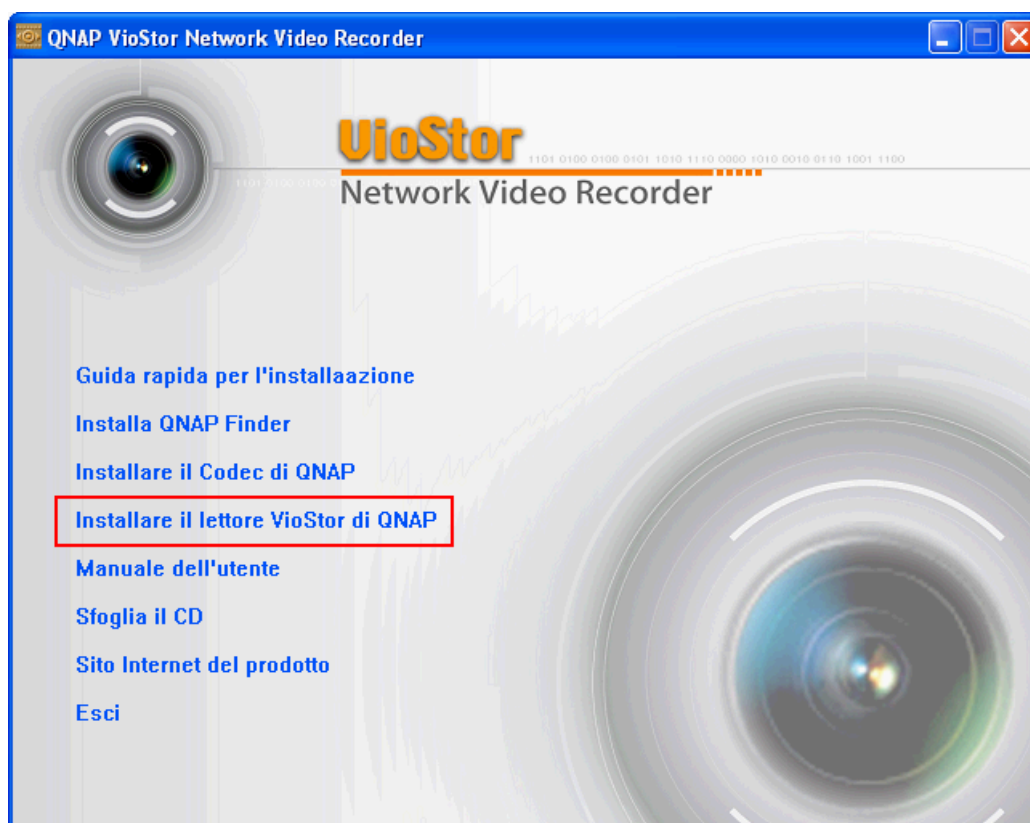 QNAP VioStor Network Video Recorder
VioStor
1101 0100 0100 0101 1010 1110 0000 1010 0010 0110 1001 1100
Network Video Recorder
Guida rapida per l'installaazione
Installa QNAP Finder
Installare il Codec di QNAP
Installare il lettore VioStor di QNAP
Manuale dell'utente
Sfoglia il CD
Sito Internet del prodotto
Esci